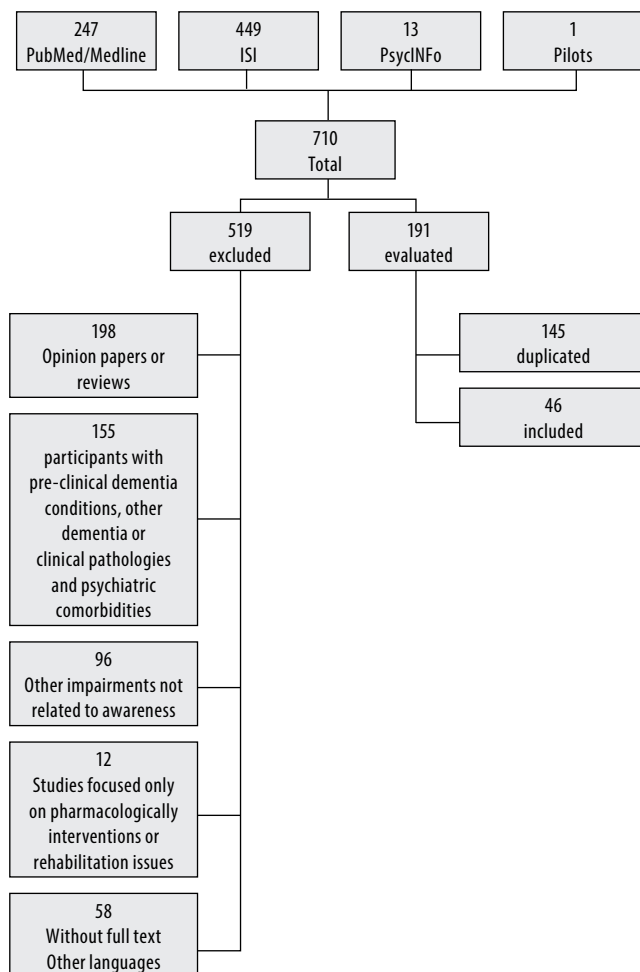 247
PubMed/Medline
449
ISI
13
PsycINFo
1
Pilots
710
Total
519
excluded
191
evaluated
198
Opinion papers or
reviews
145
duplicated
46
included
155
participants with
pre-clinical dementia
conditions, other
dementia or
clinical pathologies
and psychiatric
comorbidities
96
Other impairments not
related to awareness
12
Studies focused only
on pharmacologically
interventions or
rehabilitation issues
58
Without full text
Other languages